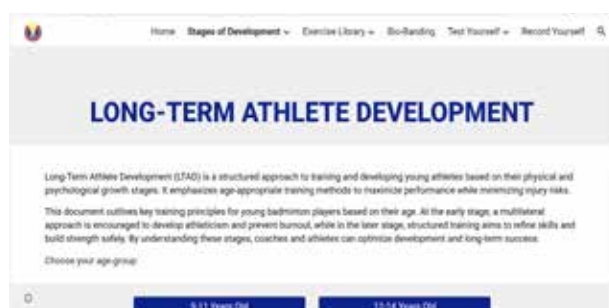 Home Stages of Development Exercise Library Bio-Banding Test Yourself Record Yourself
LONG-TERM ATHLETE DEVELOPMENT
Long-Term Athlete Development (LTAD) is a structured approach to training and developing young athletes based on their physical and
psychological growth stages. It emphasizes age-appropriate training methods to maximize performance while minimizing injury risks.
This document outlines key training principles for young badminton players based on their age. At the early stage, a multilateral
approach is encouraged to develop athleticism and prevent burnout, while in the later stage, structured training aims to refine skills and
build strength safely. By understanding these stages, coaches and athletes can optimize development and long-term success.
Choose your age-group:
9-11 Years Old 12-14 Years Old